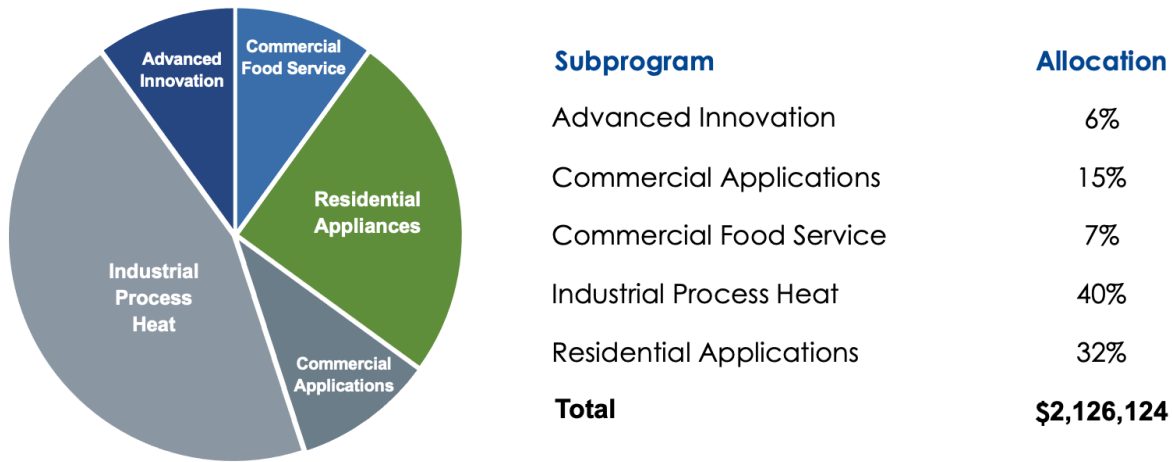 Advanced
Innovation
Commercial
Food Service
Residential
Appliances
Industrial
Process
Heat
Commercial
Applications
Subprogram Allocation
Advanced Innovation 6%
Commercial Applications 15%
Commercial Food Service 7%
Industrial Process Heat 40%
Residential Applications 32%
Total $2,126,124